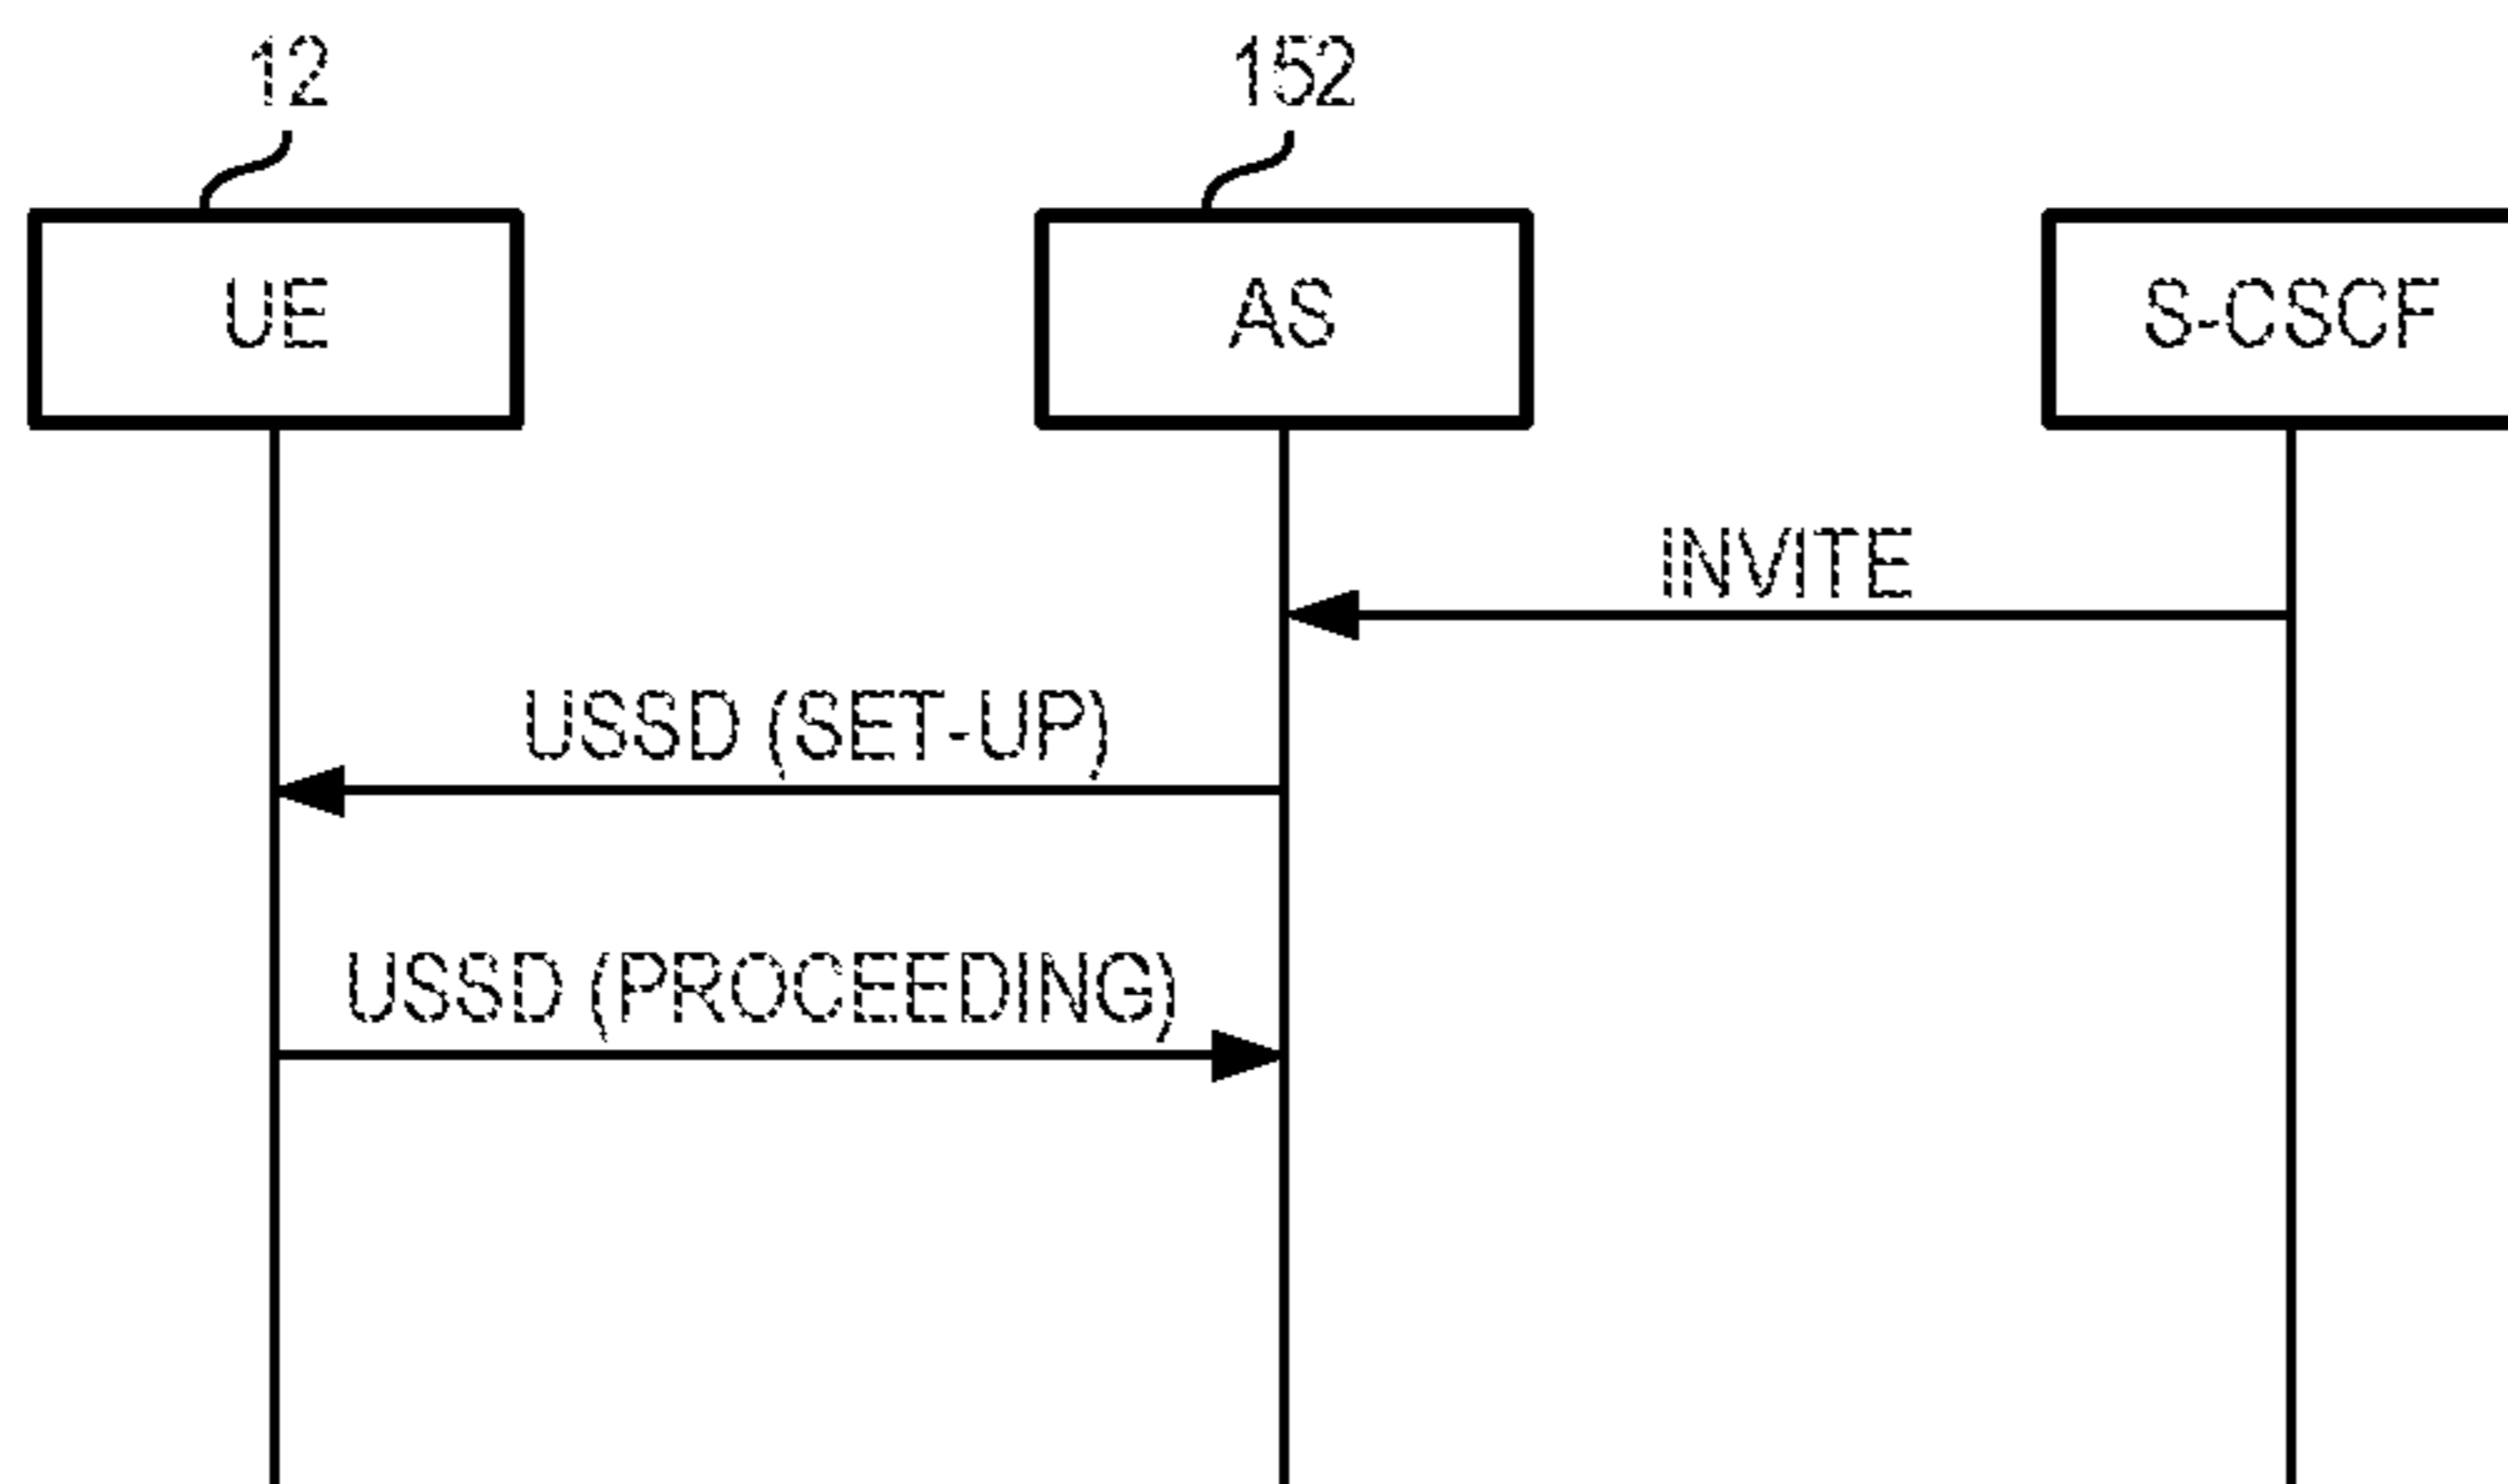 12
152
UE
AS
S-CSCF
INVITE
USSD (SET-UP)
USSD (PROCEEDING)